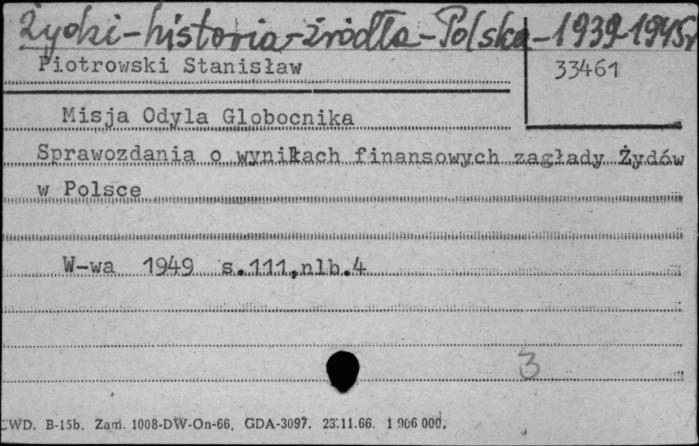 Żydzi-historia-źródła-Polska-1939-1945r
Piotrowski Stanisław
33461
Misja Odyla Globocnika
Sprawozdania o wynikach finansowych zagłady Żydów
w Polsce
W-wa 1949 s.111,nlb.4
3
CWD. B-15b. Zam. 1008-DW-On-66. GDA-3097. 23.11.66. 1 906 000.